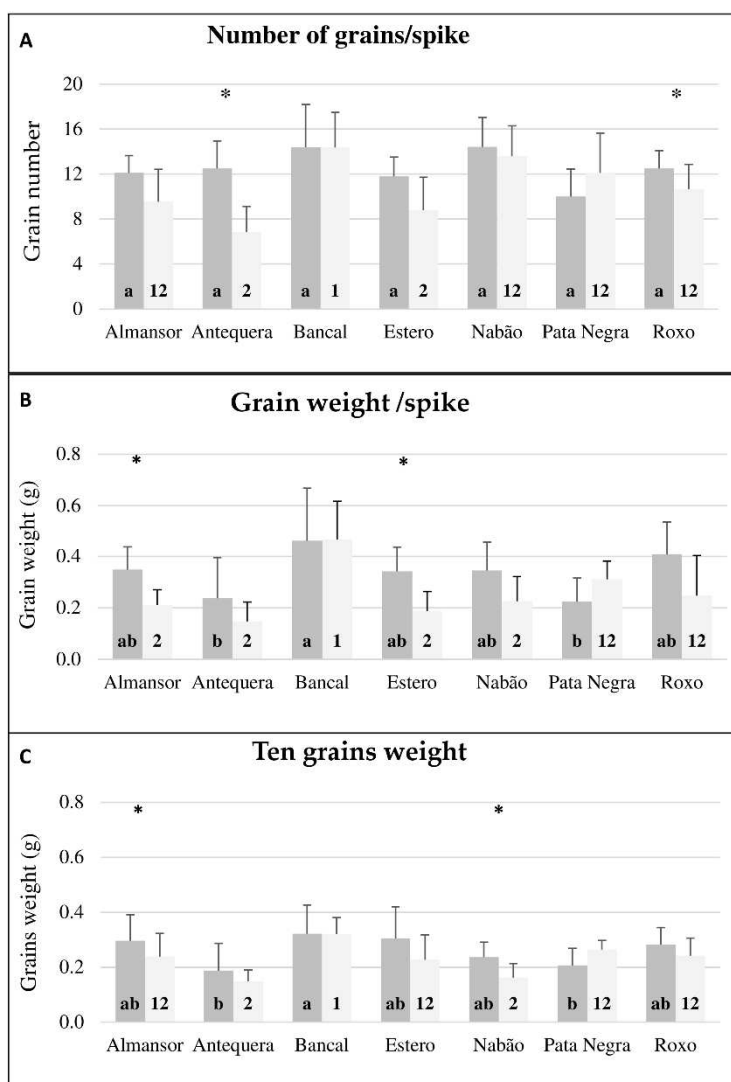 A
Number of grains/spike
Grain number
20
*
*
16
12
8
4
0
a 12 a 2 a 1 a 2 a 12 a 12 a 12
Almansor Antequera Bancal Estero Nabão Pata Negra Roxo
B
Grain weight /spike
Grain weight (g)
0.8
*
*
0.6
0.4
0.2
0.0
ab 2 b 2 a 1 ab 2 ab 2 b 12 ab 12
Almansor Antequera Bancal Estero Nabão Pata Negra Roxo
C
Ten grains weight
Grains weight (g)
0.8
*
*
0.6
0.4
0.2
0.0
ab 12 b 2 a 1 ab 12 ab 2 b 12 ab 12
Almansor Antequera Bancal Estero Nabão Pata Negra Roxo